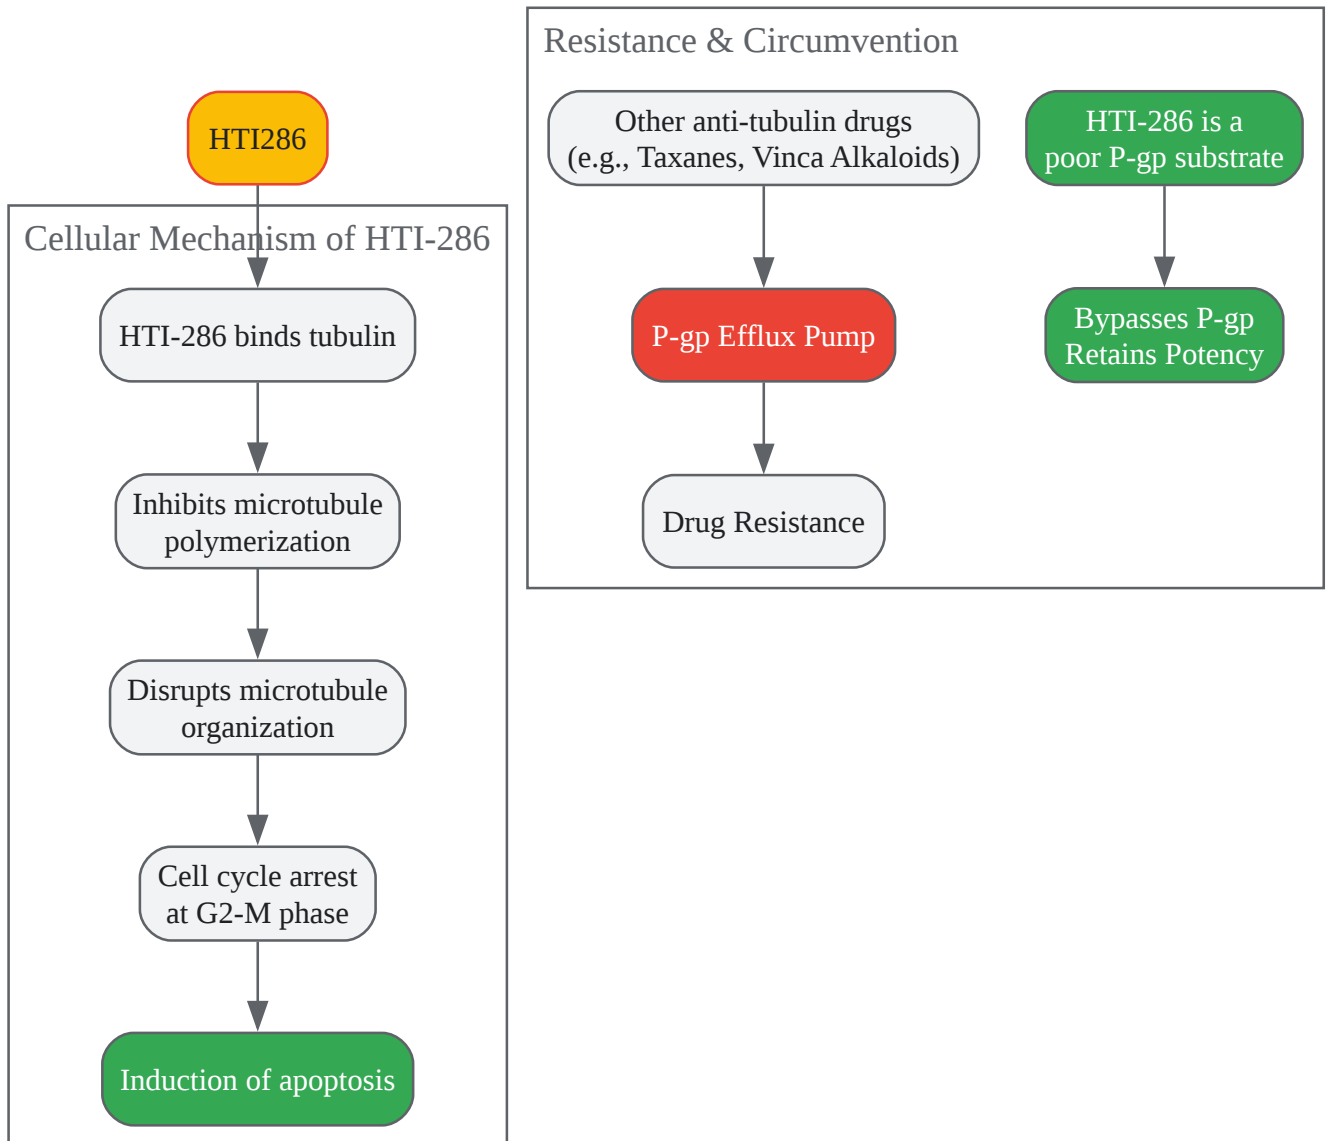 HTI286
Cellular Mechanism of HTI-286
HTI-286 binds tubulin
Inhibits microtubule
polymerization
Disrupts microtubule
organization
Cell cycle arrest
at G2-M phase
Induction of apoptosis
Resistance & Circumvention
Other anti-tubulin drugs
(e.g., Taxanes, Vinca Alkaloids)
P-gp Efflux Pump
Drug Resistance
HTI-286 is a
poor P-gp substrate
Bypasses P-gp
Retains Potency